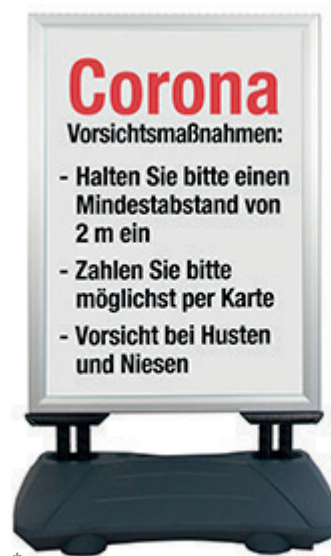 Corona
Vorsichtsmaßnahmen:
- Halten Sie bitte einen
Mindestabstand von
2 m ein
- Zahlen Sie bitte
möglichst per Karte
- Vorsicht bei Husten
und Niesen
*